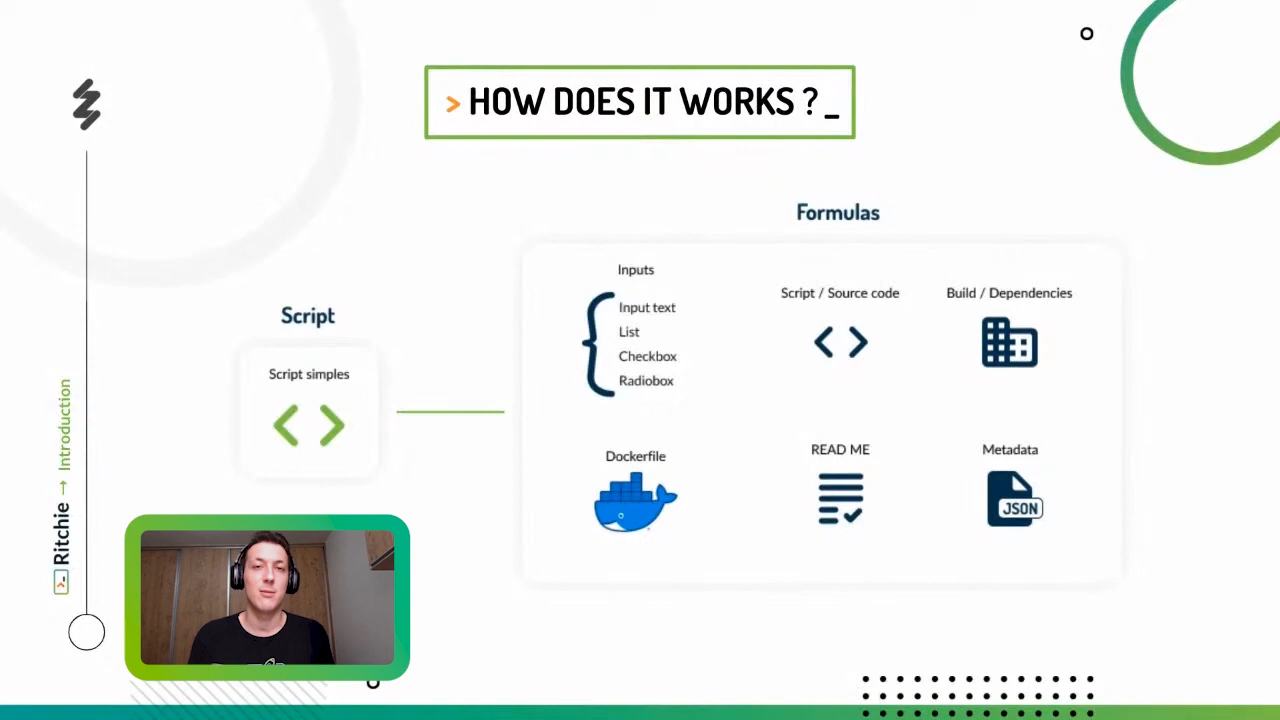 > HOW DOES IT WORKS ?_
Formulas
Inputs
Input text
List
Checkbox
Radiobox
Script / Source code
Build / Dependencies
Script
Script simples
Dockerfile
READ ME
Metadata
JSON
Ritchie → Introduction